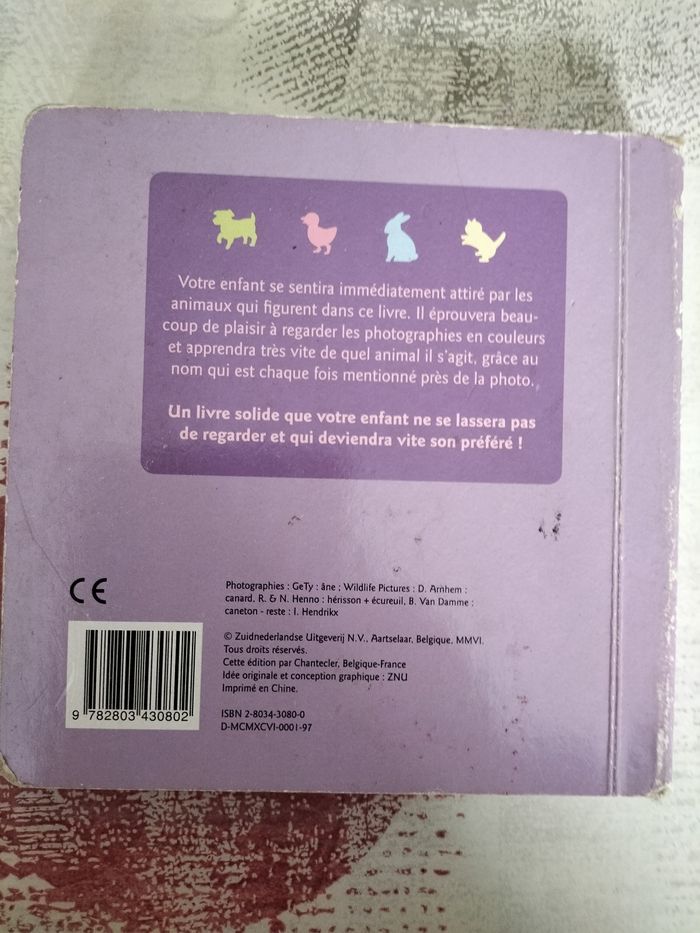 Votre enfant se sentira immédiatement attiré par les
animaux qui figurent dans ce livre. Il éprouvera beau-
coup de plaisir à regarder les photographies en couleurs
et apprendra très vite de quel animal il s'agit, grâce au
nom qui est chaque fois mentionné près de la photo.
Un livre solide que votre enfant ne se lassera pas
de regarder et qui deviendra vite son préféré !
CE
Photographies : GeTy : âne ; Wildlife Pictures : D. Arnhem :
canard, R. & N. Henno : hérisson + écureuil, B. Van Damme :
caneton - reste : I. Hendrikx
© Zuidnederlandse Uitgeverij N.V., Aartselaar, Belgique, MMVI.
Tous droits réservés.
Cette édition par Chantecler, Belgique-France
Idée originale et conception graphique : ZNU
Imprimé en Chine.
ISBN 2-8034-3080-0
D-MCMXCVI-0001-97
9 782803 430802